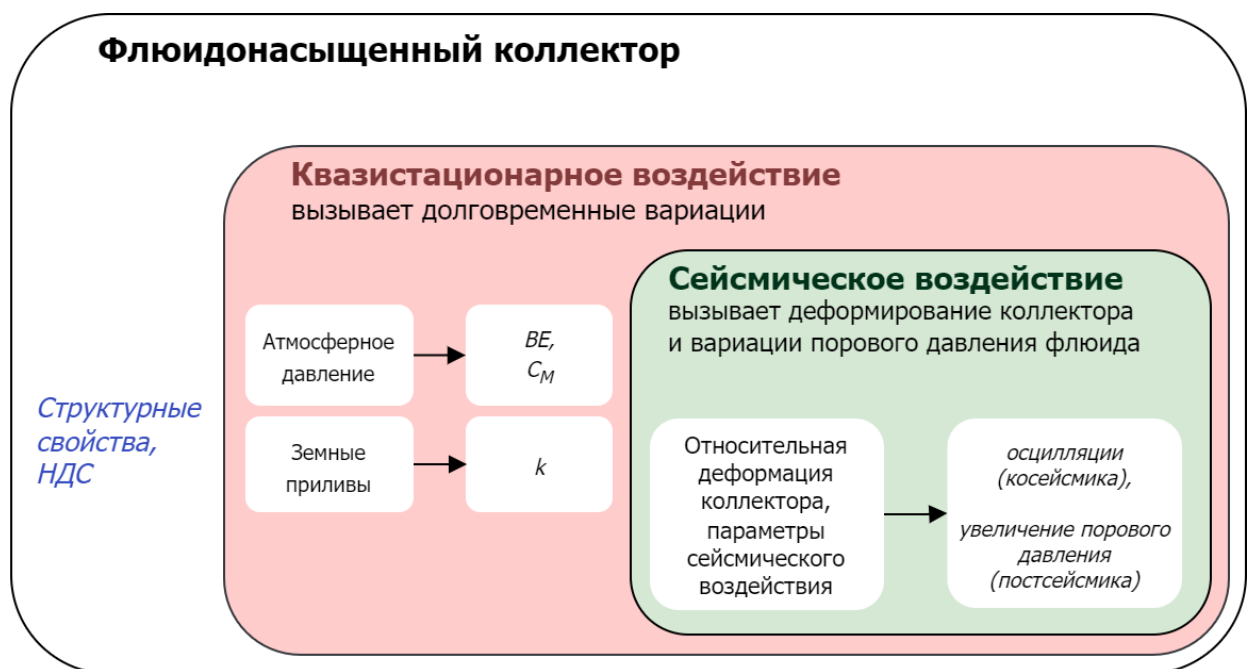 Флюидонасыщенный коллектор
Квазистационарное воздействие
вызывает долговременные вариации
Сейсмическое воздействие
вызывает деформирование коллектора
и вариации порового давления флюида
Атмосферное
давление
BE,
C_M
Структурные
свойства,
НДС
Земные
приливы
k
Относительная
деформация
коллектора,
параметры
сейсмического
воздействия
осцилляции
(косейсмика),
увеличение порового
давления
(постсейсмика)